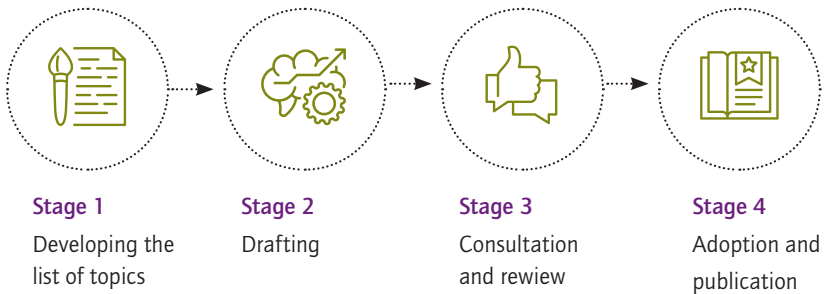 Stage 1
Developing the
list of topics
Stage 2
Drafting
Stage 3
Consultation
and rewiew
Stage 4
Adoption and
publication